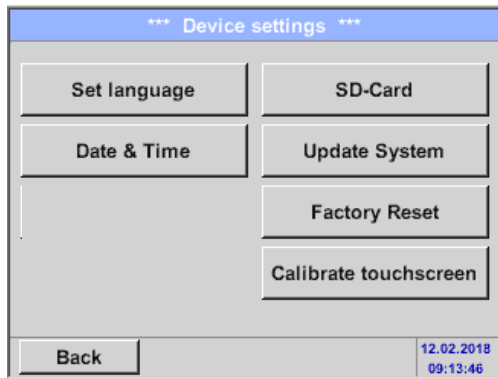 *** Device settings ***
Set language
SD-Card
Date & Time
Update System
Factory Reset
Calibrate touchscreen
Back
12.02.2018
09:13:46